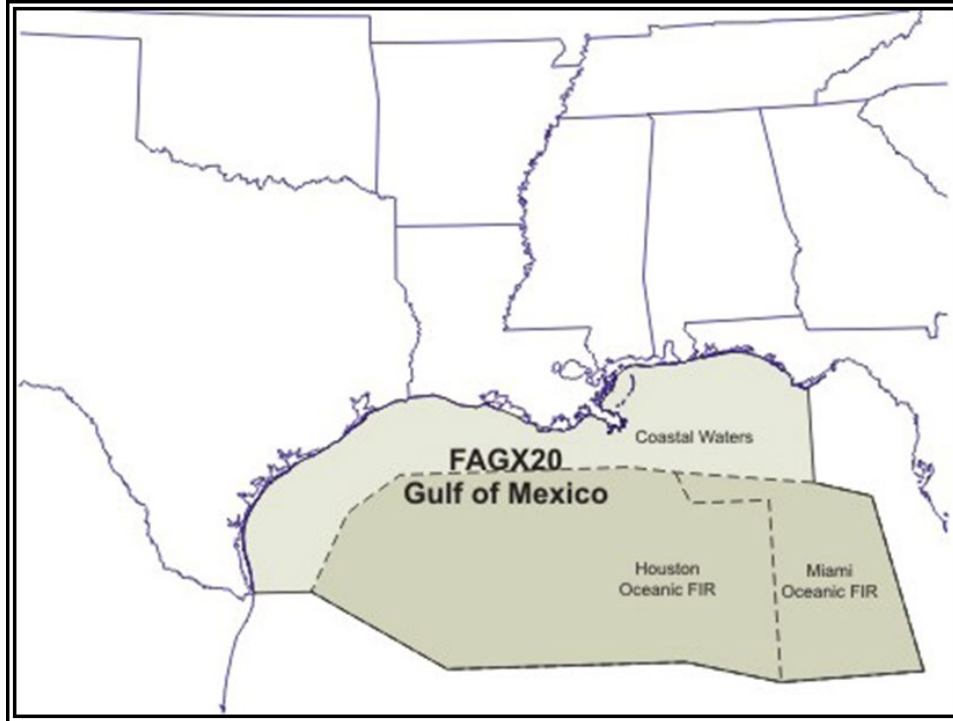 Coastal Waters
FAGX20
Gulf of Mexico
Houston
Oceanic FIR
Miami
Oceanic FIR